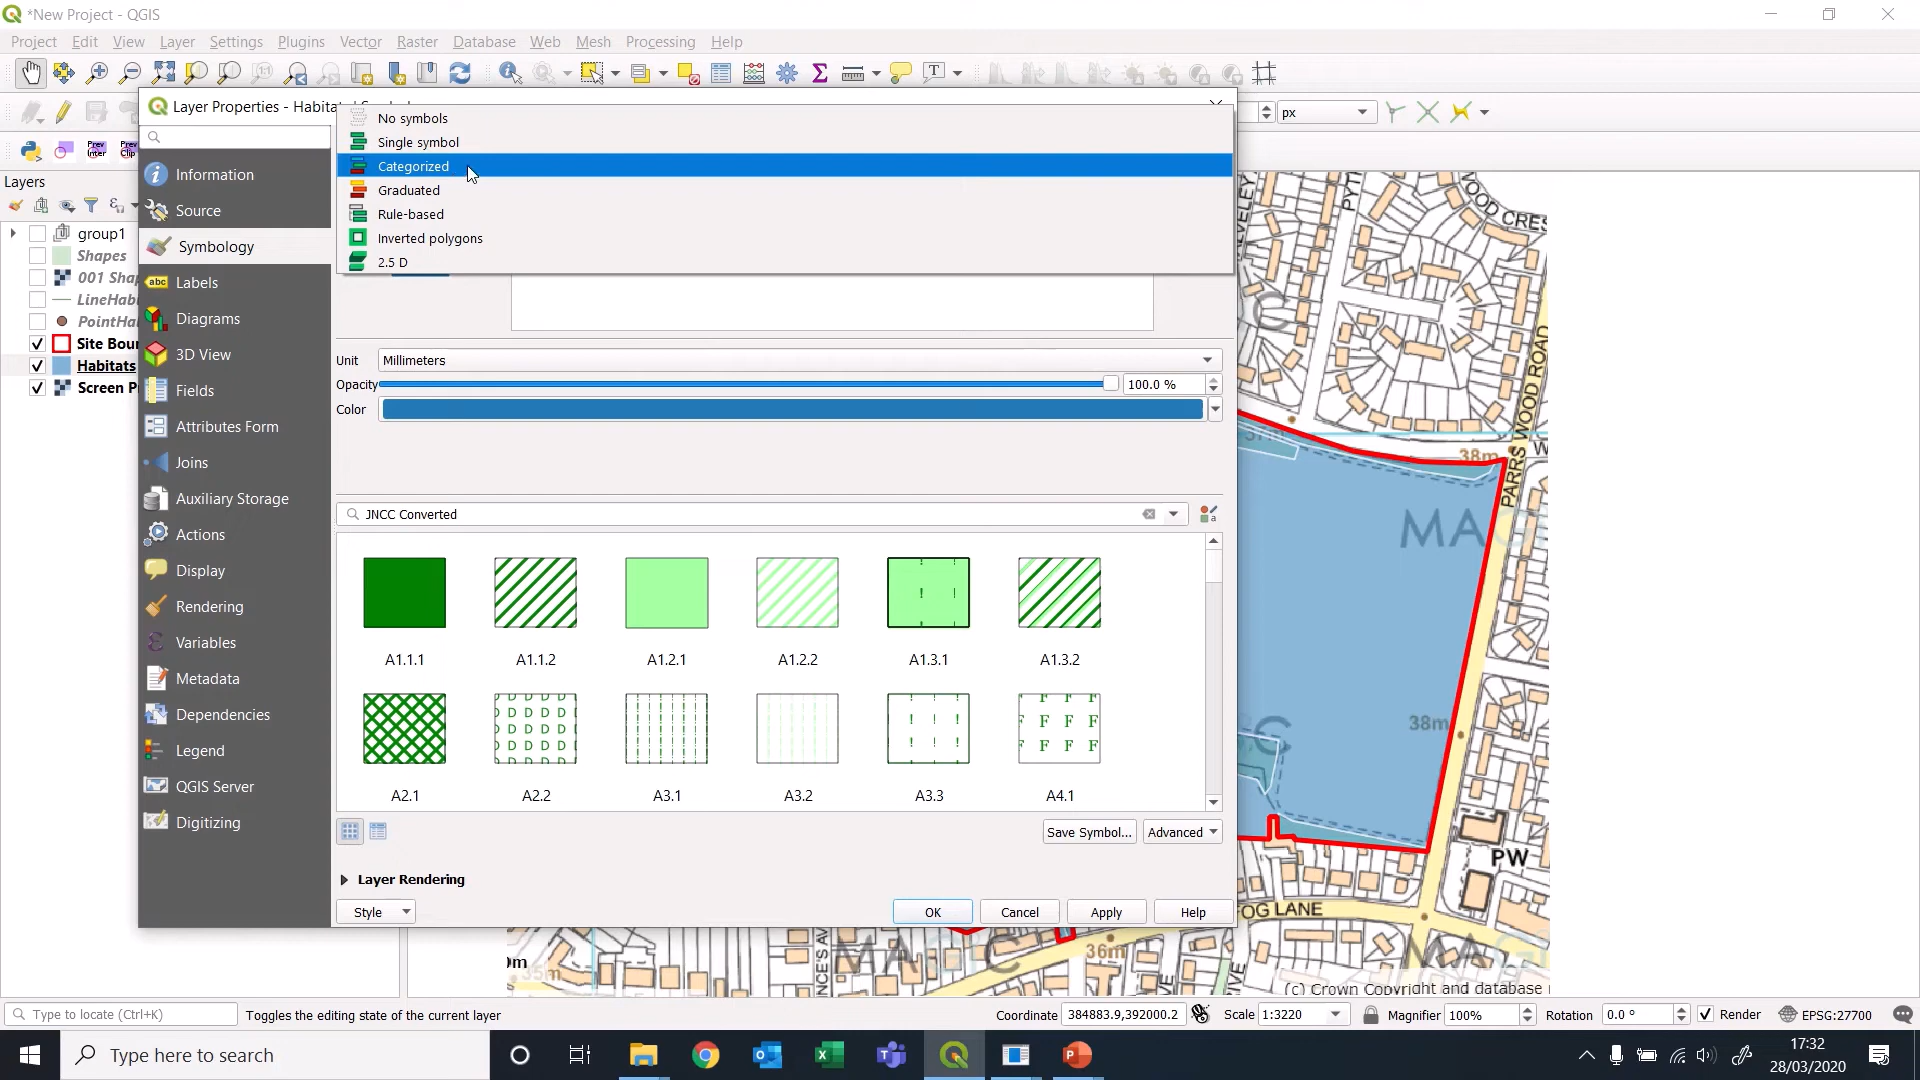 *New Project - QGIS
Project Edit View Layer Settings Plugins Vector Raster Database Web Mesh Processing Help
Layer Properties - Habitats
px
No symbols
Single symbol
Categorized
Graduated
Rule-based
Inverted polygons
2.5 D
Layers
group1
Shapes
001 Shap
LineHab
PointHa
Site Boun
Habitats
Screen P
Information
Source
Symbology
abc Labels
Diagrams
3D View
Fields
Attributes Form
Joins
Auxiliary Storage
Actions
Display
Rendering
Variables
Metadata
Dependencies
Legend
QGIS Server
Digitizing
Unit Millimeters
Opacity 100.0 %
Color
JNCC Converted
A1.1.1 A1.1.2 A1.2.1 A1.2.2 A1.3.1 A1.3.2
D D D D D
F F F F
A2.1 A2.2 A3.1 A3.2 A3.3 A4.1
Save Symbol... Advanced
Layer Rendering
Style OK Cancel Apply Help
WOOD CRES
PARRS WOOD ROAD
37m
38m
MAGIC
38m
PW
OG LANE
36m
35m
MAGIC
(c) Crown Copyright and database
Type to locate (Ctrl+K) Toggles the editing state of the current layer Coordinate 384883.9,392000.2 Scale 1:3220 Magnifier 100% Rotation 0.0 ° Render EPSG:27700
Type here to search
17:32
28/03/2020